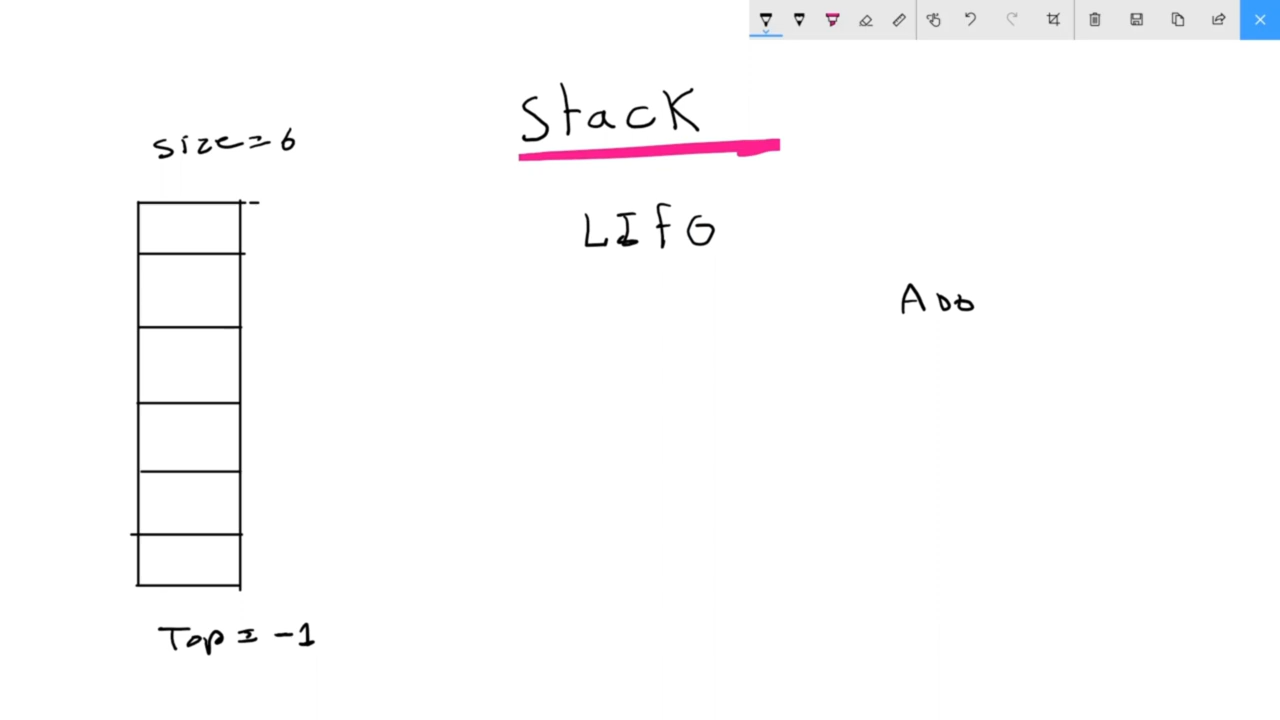 Stack
size = 6
LIfO
ADD
Top = -1